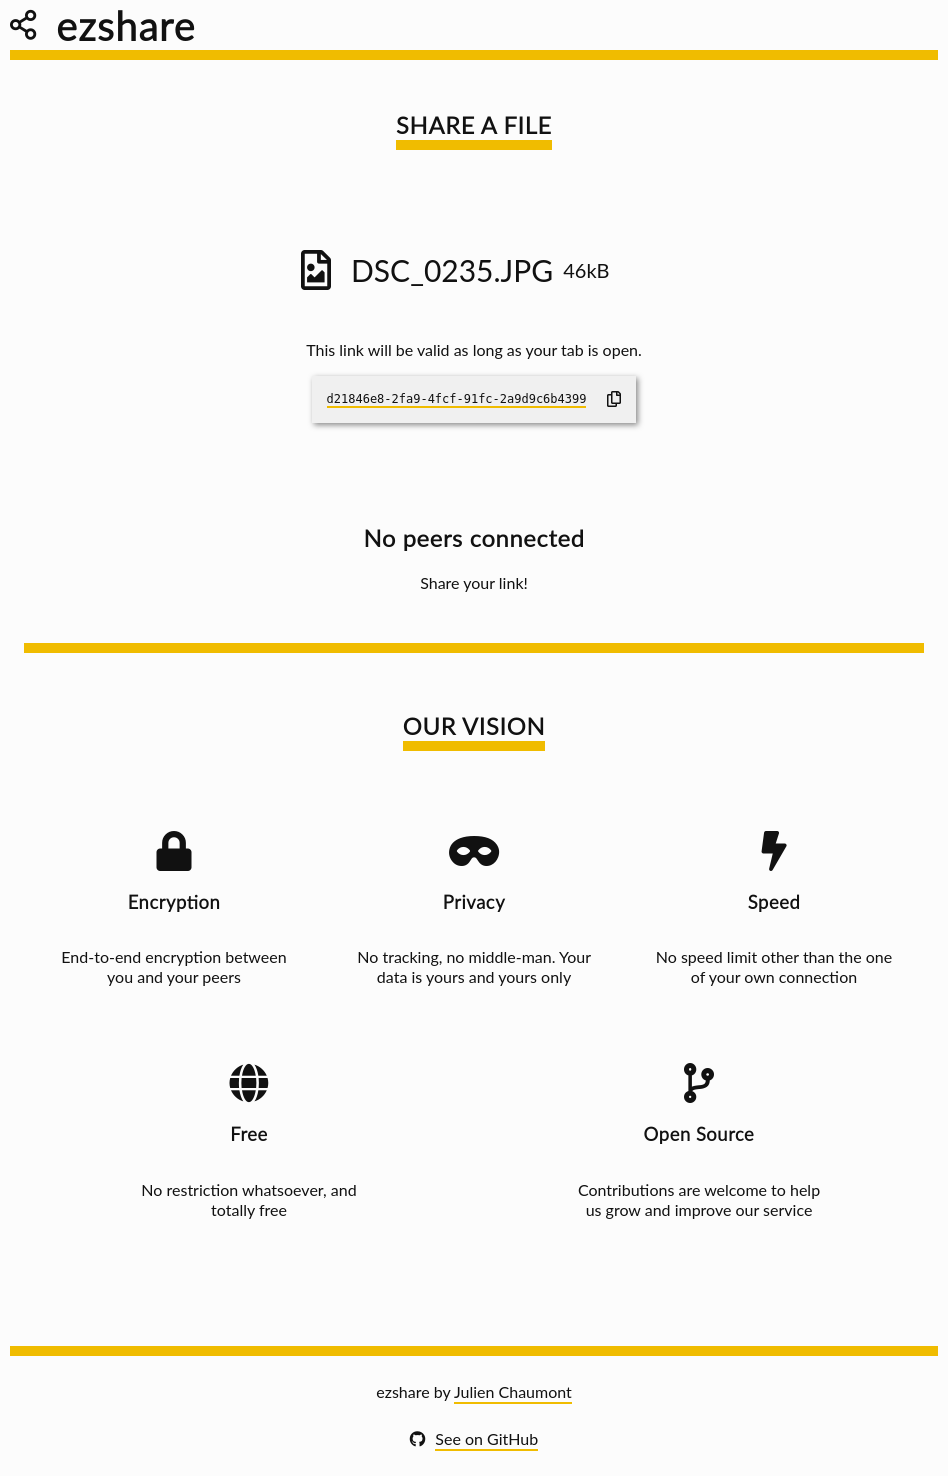 ezshare
SHARE A FILE
DSC_0235.JPG 46kB
This link will be valid as long as your tab is open.
d21846e8-2fa9-4fcf-91fc-2a9d9c6b4399
No peers connected
Share your link!
OUR VISION
Encryption
End-to-end encryption between
you and your peers
Privacy
No tracking, no middle-man. Your
data is yours and yours only
Speed
No speed limit other than the one
of your own connection
Free
No restriction whatsoever, and
totally free
Open Source
Contributions are welcome to help
us grow and improve our service
ezshare by Julien Chaumont
See on GitHub